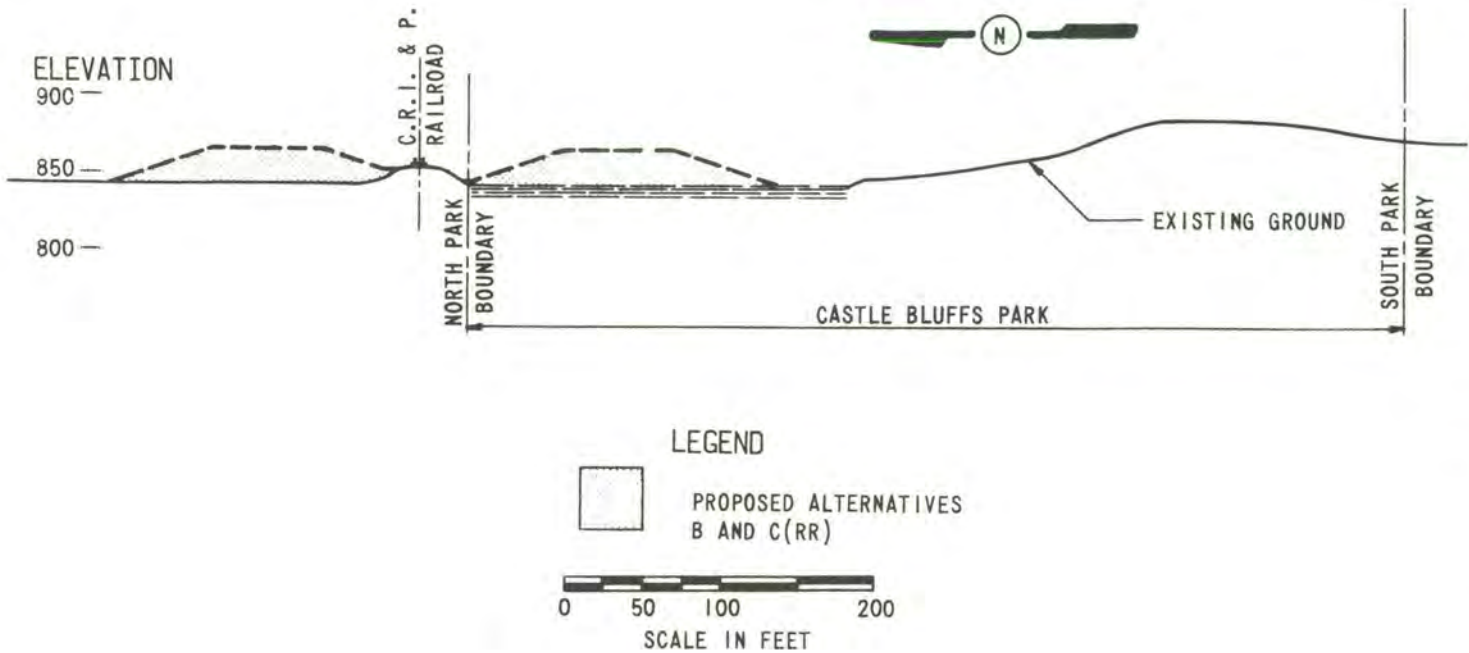 ELEVATION
900
850
800
C.R.I. & P.
RAILROAD
N
NORTH PARK
BOUNDARY
EXISTING GROUND
SOUTH PARK
BOUNDARY
CASTLE BLUFFS PARK
LEGEND
PROPOSED ALTERNATIVES
B AND C(RR)
0 50 100 200
SCALE IN FEET